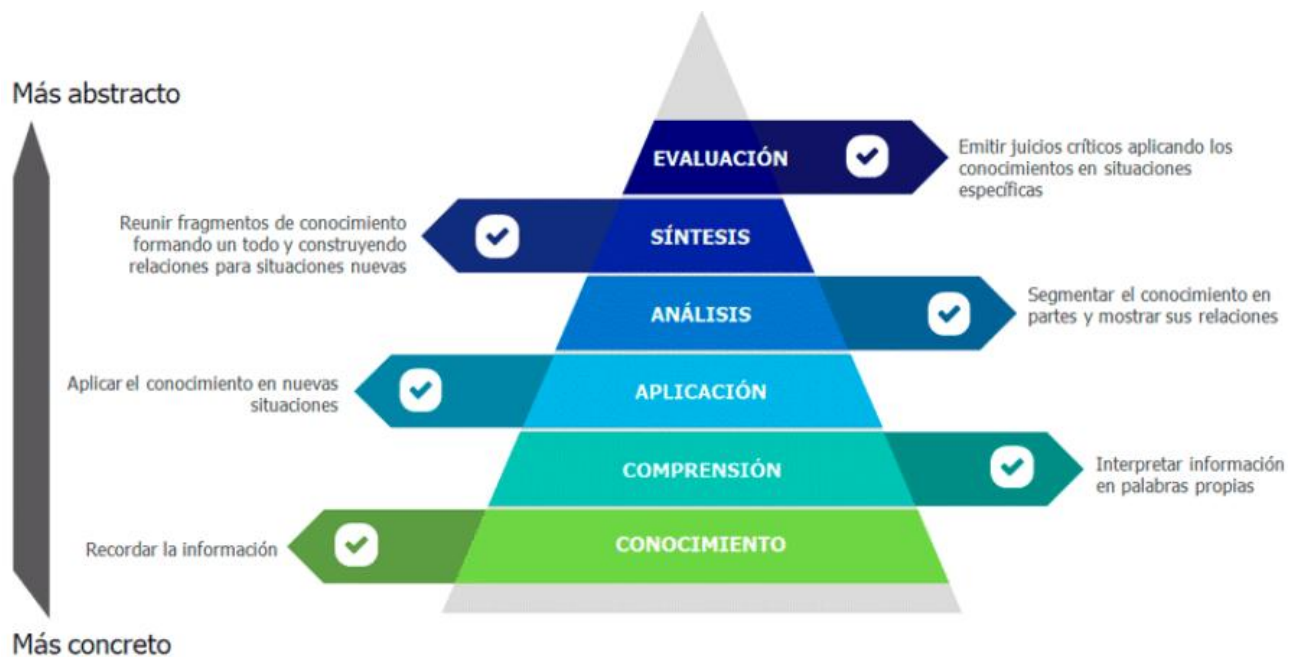 Más abstracto
EVALUACIÓN
Emitir juicios críticos aplicando los
conocimientos en situaciones
específicas
Reunir fragmentos de conocimiento
formando un todo y construyendo
relaciones para situaciones nuevas
SÍNTESIS
ANÁLISIS
Segmentar el conocimiento en
partes y mostrar sus relaciones
Aplicar el conocimiento en nuevas
situaciones
APLICACIÓN
COMPRENSIÓN
Interpretar información
en palabras propias
Recordar la información
CONOCIMIENTO
Más concreto